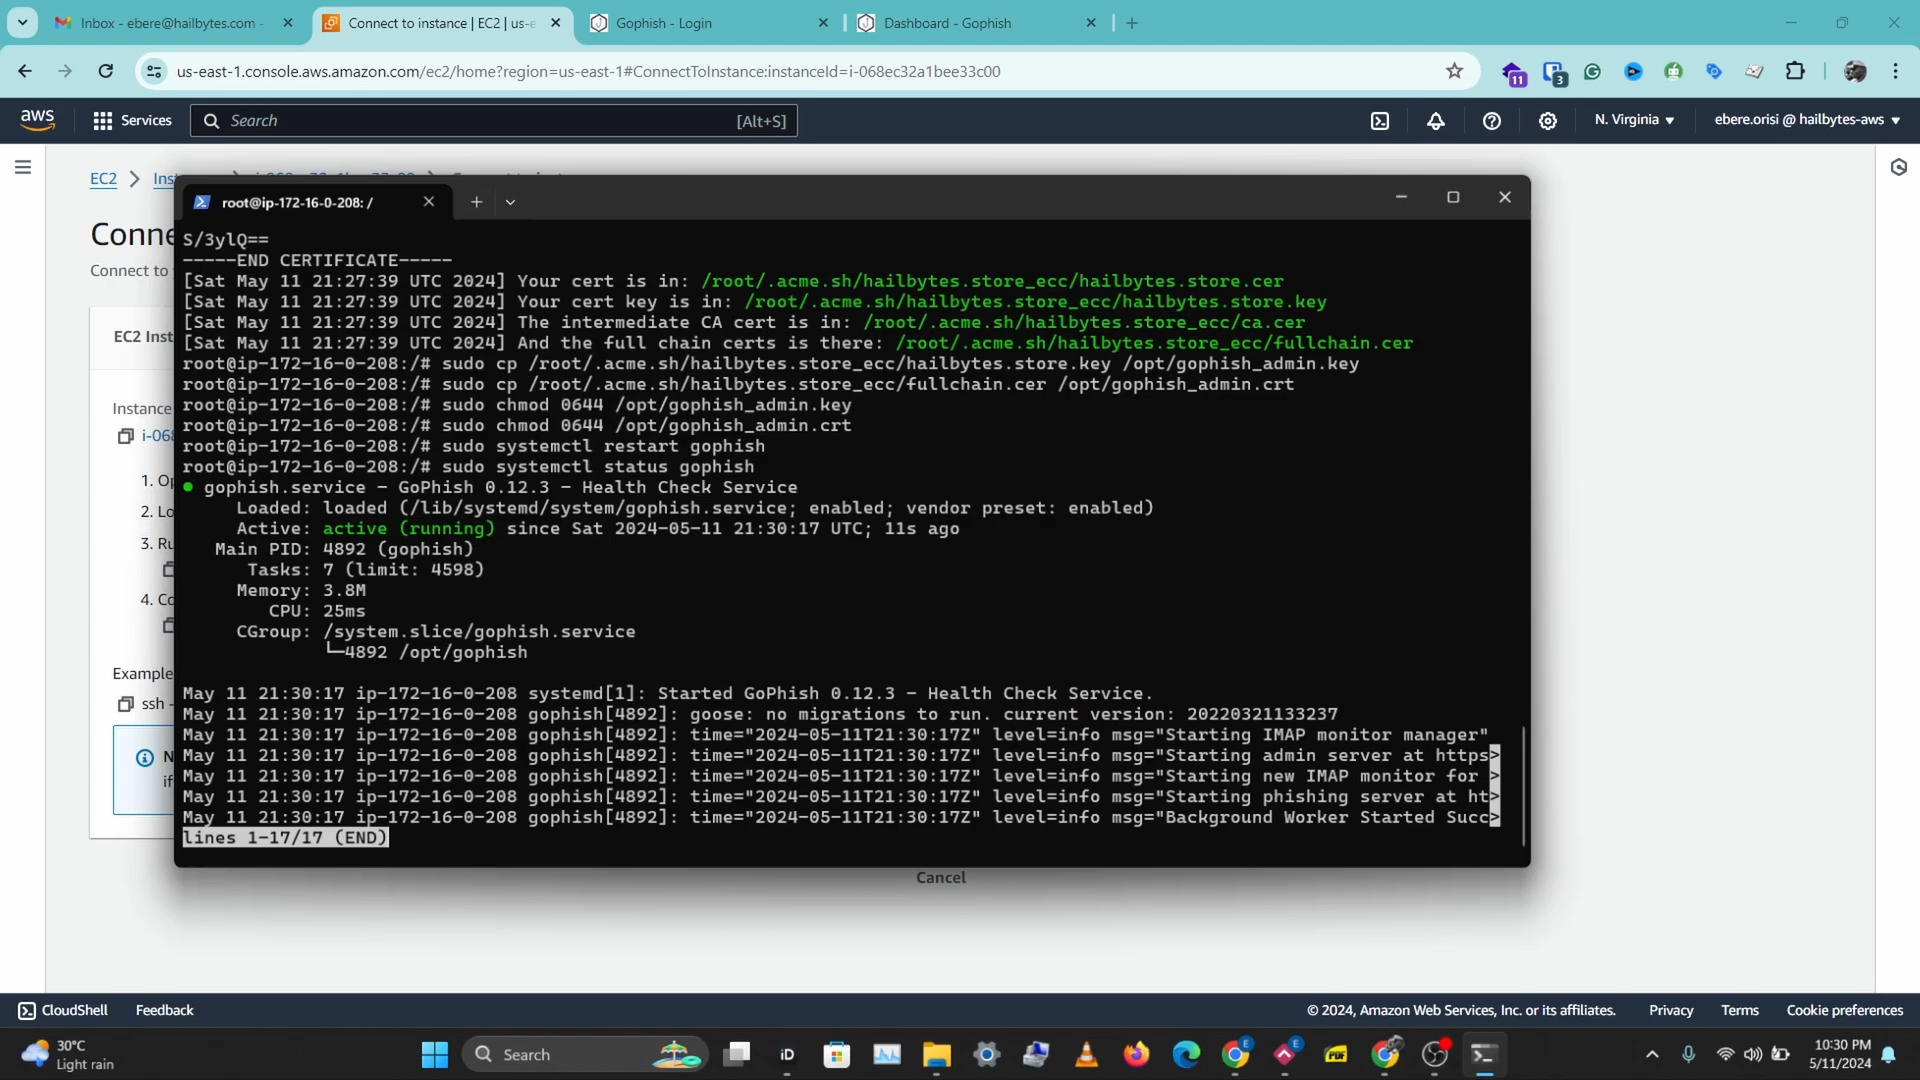 Inbox - ebere@hailbytes.com -
Connect to instance | EC2 | us-e
Gophish - Login
Dashboard - Gophish
us-east-1.console.aws.amazon.com/ec2/home?region=us-east-1#ConnectToInstance:instanceId=i-068ec32a1bee33c00
11
3
aws
Services
Search
[Alt+S]
N. Virginia
ebere.orisi @ hailbytes-aws
EC2
Inst
Conne
Connect to
EC2 Inst
Instance
i-068
1. Op
2. Lo
3. Ru
4. Co
Example
ssh -
N
if
root@ip-172-16-0-208: /
S/3ylQ==
-----END CERTIFICATE-----
[Sat May 11 21:27:39 UTC 2024] Your cert is in: /root/.acme.sh/hailbytes.store_ecc/hailbytes.store.cer
[Sat May 11 21:27:39 UTC 2024] Your cert key is in: /root/.acme.sh/hailbytes.store_ecc/hailbytes.store.key
[Sat May 11 21:27:39 UTC 2024] The intermediate CA cert is in: /root/.acme.sh/hailbytes.store_ecc/ca.cer
[Sat May 11 21:27:39 UTC 2024] And the full chain certs is there: /root/.acme.sh/hailbytes.store_ecc/fullchain.cer
root@ip-172-16-0-208:/# sudo cp /root/.acme.sh/hailbytes.store_ecc/hailbytes.store.key /opt/gophish_admin.key
root@ip-172-16-0-208:/# sudo cp /root/.acme.sh/hailbytes.store_ecc/fullchain.cer /opt/gophish_admin.crt
root@ip-172-16-0-208:/# sudo chmod 0644 /opt/gophish_admin.key
root@ip-172-16-0-208:/# sudo chmod 0644 /opt/gophish_admin.crt
root@ip-172-16-0-208:/# sudo systemctl restart gophish
root@ip-172-16-0-208:/# sudo systemctl status gophish
● gophish.service - GoPhish 0.12.3 - Health Check Service
Loaded: loaded (/lib/systemd/system/gophish.service; enabled; vendor preset: enabled)
Active: active (running) since Sat 2024-05-11 21:30:17 UTC; 11s ago
Main PID: 4892 (gophish)
Tasks: 7 (limit: 4598)
Memory: 3.8M
CPU: 25ms
CGroup: /system.slice/gophish.service
└─4892 /opt/gophish
May 11 21:30:17 ip-172-16-0-208 systemd[1]: Started GoPhish 0.12.3 - Health Check Service.
May 11 21:30:17 ip-172-16-0-208 gophish[4892]: goose: no migrations to run. current version: 20220321133237
May 11 21:30:17 ip-172-16-0-208 gophish[4892]: time="2024-05-11T21:30:17Z" level=info msg="Starting IMAP monitor manager"
May 11 21:30:17 ip-172-16-0-208 gophish[4892]: time="2024-05-11T21:30:17Z" level=info msg="Starting admin server at https>
May 11 21:30:17 ip-172-16-0-208 gophish[4892]: time="2024-05-11T21:30:17Z" level=info msg="Starting new IMAP monitor for >
May 11 21:30:17 ip-172-16-0-208 gophish[4892]: time="2024-05-11T21:30:17Z" level=info msg="Starting phishing server at ht>
May 11 21:30:17 ip-172-16-0-208 gophish[4892]: time="2024-05-11T21:30:17Z" level=info msg="Background Worker Started Succ>
lines 1-17/17 (END)
Cancel
CloudShell
Feedback
© 2024, Amazon Web Services, Inc. or its affiliates.
Privacy
Terms
Cookie preferences
30°C
Light rain
Search
10:30 PM
5/11/2024